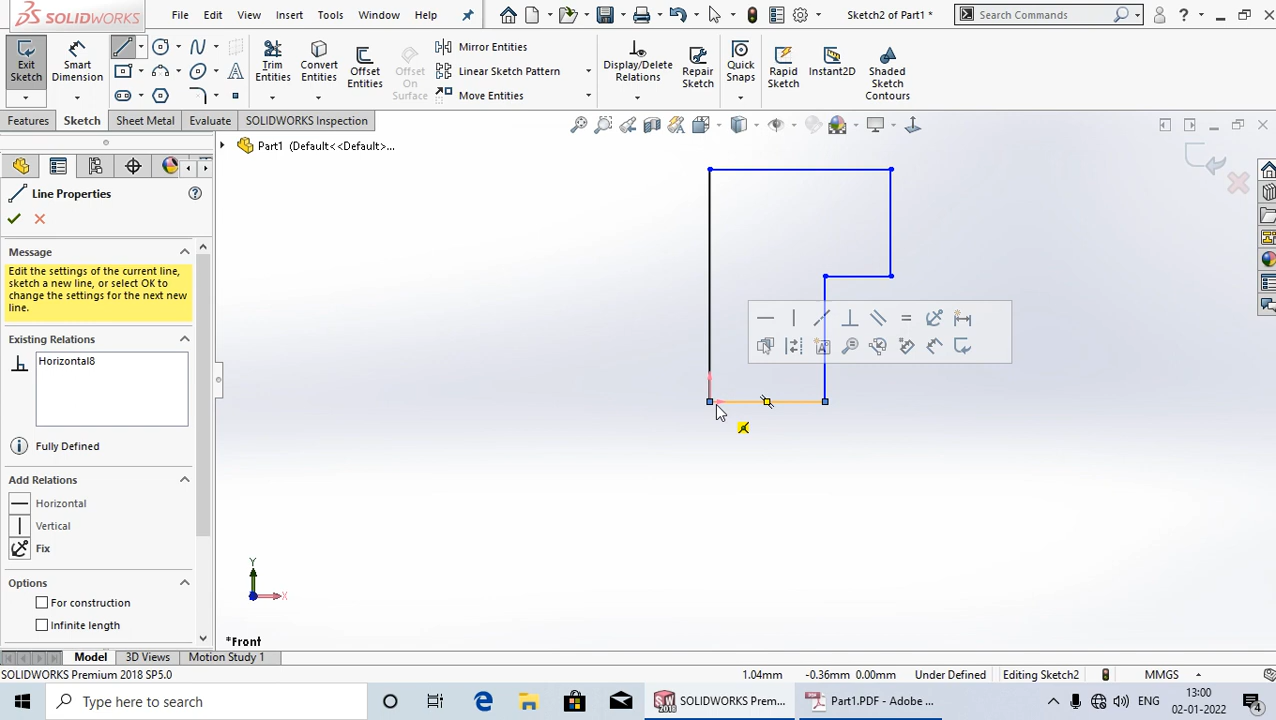 SOLIDWORKS File Edit View Insert Tools Window Help Sketch2 of Part1 * Search Commands ?
Exit Sketch
Smart Dimension
Trim Entities
Convert Entities
Offset Entities
Offset On Surface
Mirror Entities
Linear Sketch Pattern
Move Entities
Display/Delete Relations
Repair Sketch
Quick Snaps
Rapid Sketch
Instant2D
Shaded Sketch Contours
Features Sketch Sheet Metal Evaluate SOLIDWORKS Inspection
Part1 (Default<<Default>...
Line Properties
Message
Edit the settings of the current line,
sketch a new line, or select OK to
change the settings for the next new
line.
Existing Relations
Horizontal8
Fully Defined
Add Relations
Horizontal
Vertical
Fix
Options
For construction
Infinite length
Y
X
*Front
Model 3D Views Motion Study 1
SOLIDWORKS Premium 2018 SP5.0 1.04mm -0.36mm 0.00mm Under Defined Editing Sketch2 MMGS
Type here to search
SOLIDWORKS Prem...
Part1.PDF - Adobe ...
ENG
13:00
02-01-2022
4